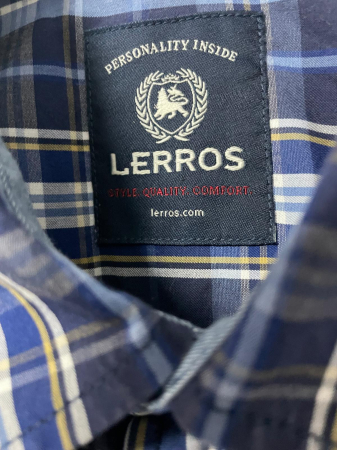 PERSONALITY INSIDE
LERROS
STYLE. QUALITY. COMFORT.
lerros.com